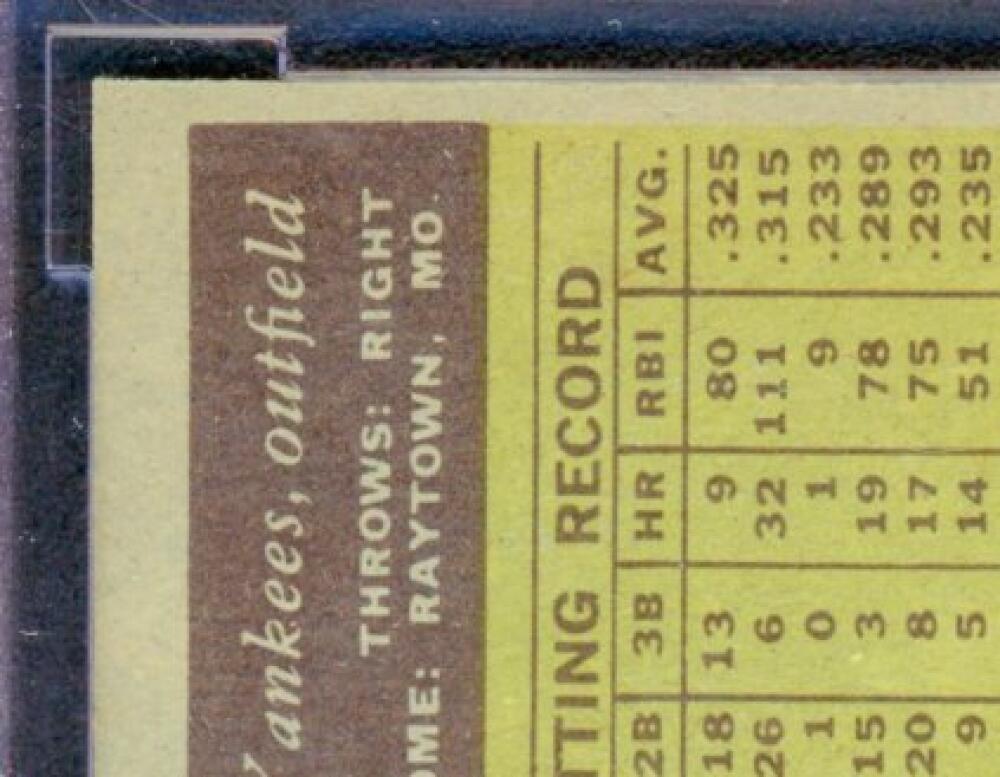 Yankees, outfield
THROWS: RIGHT
OME: RAYTOWN, MO.
TTING RECORD
2B 3B HR RBI AVG.
18 13 9 80 .325
26 6 32 111 .315
1 0 1 9 .233
15 3 19 78 .289
20 8 17 75 .293
9 5 14 51 .235